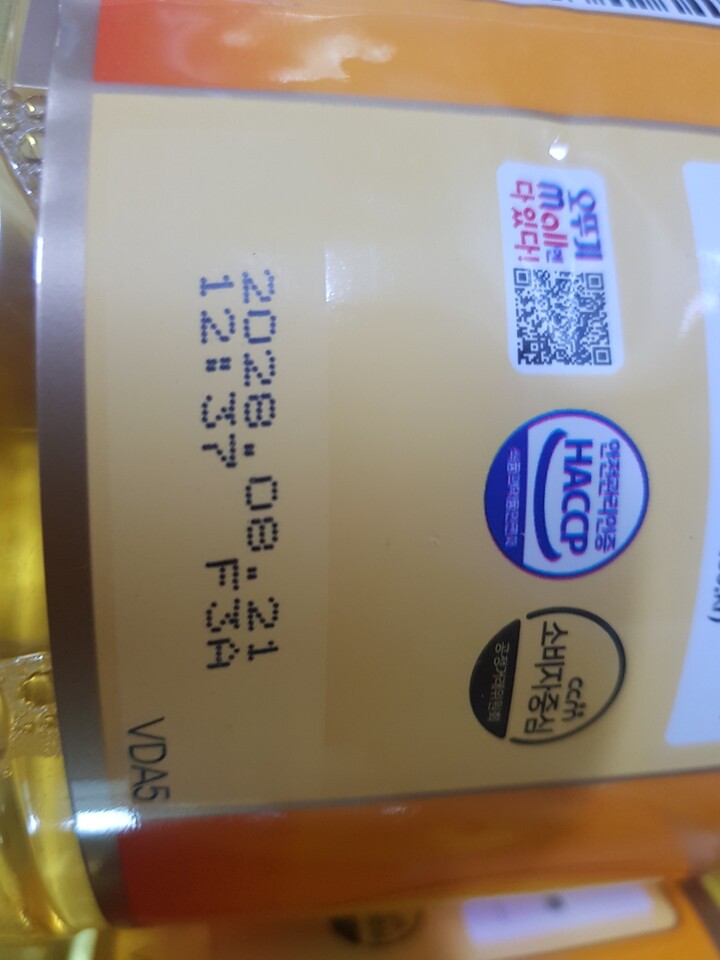 오뚜기
mall엔
다있다!
안전관리인증
HACCP
식품의약품안전처
ccm
소비자중심
공정거래위원회
2028.08.21
12:37 F3A
VDA5